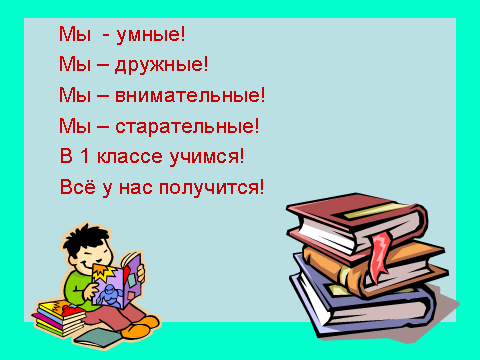 Мы  - умные!
Мы – дружные!
Мы – внимательные!
Мы – старательные!
В 1 классе учимся!
Всё у нас получится!